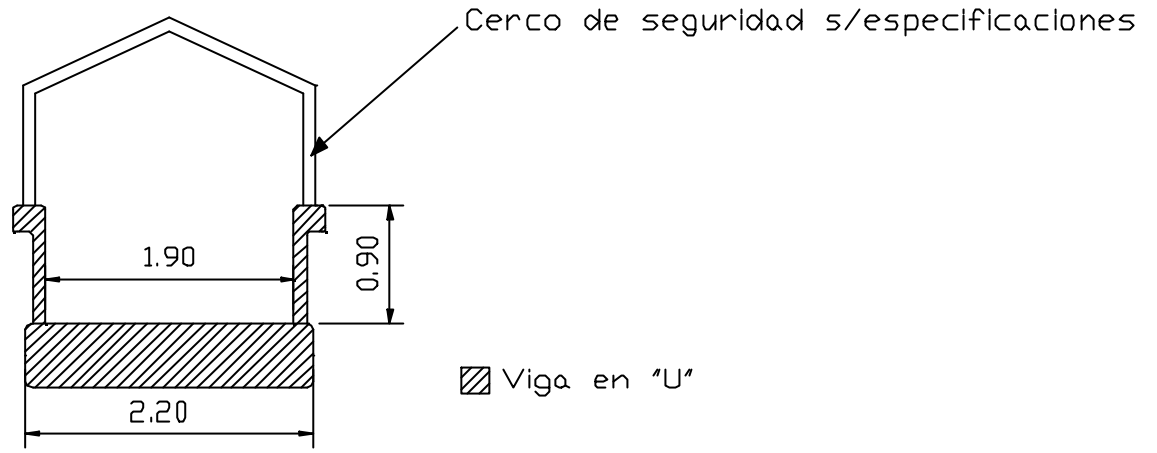 Cerco de seguridad s/especificaciones
1.90
0.90
Viga en "U"
2.20